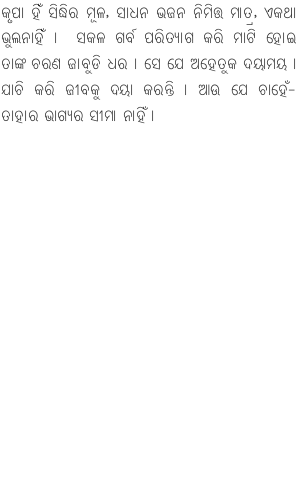 କୃପା ହିଁ ସିଦ୍ଧିର ମୂଳ, ସାଧନ ଭଜନ ନିମିତ୍ତ ମାତ୍ର, ଏକଥା
ଭୁଲନାହିଁ । ସକଳ ଗର୍ବ ପରିତ୍ୟାଗ କରି ମାଟି ହୋଇ
ତାଙ୍କ ଚରଣ ଜାବୁଡି ଧର । ସେ ଯେ ଅହେତୁକ ଦୟାମୟ ।
ଯାଚି କରି ଜୀବକୁ ଦୟା କରନ୍ତି । ଆଉ ଯେ ଚାହେଁ-
ତାହାର ଭାଗ୍ୟର ସୀମା ନାହିଁ ।